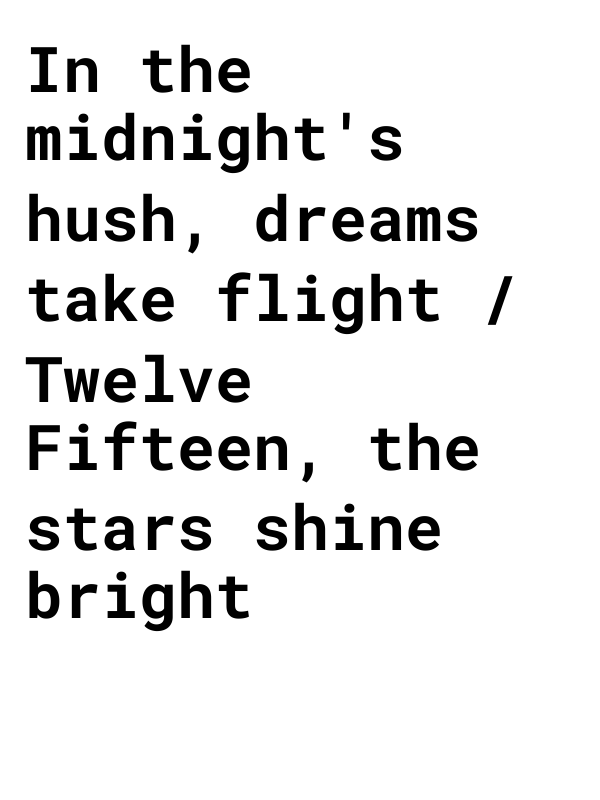 In the
midnight's
hush, dreams
take flight /
Twelve
Fifteen, the
stars shine
bright